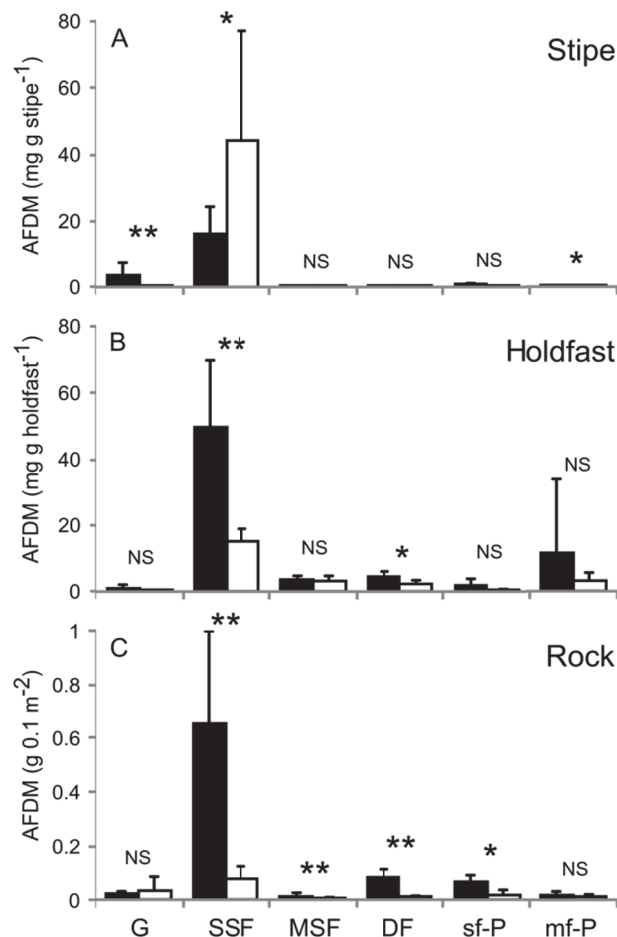 A
Stipe
AFDM (mg g stipe⁻¹)
80
60
40
20
0
**
*
NS
NS
NS
*
B
Holdfast
AFDM (mg g holdfast⁻¹)
80
60
40
20
0
NS
**
NS
*
NS
NS
C
Rock
AFDM (g 0.1 m⁻²)
1
0.8
0.6
0.4
0.2
0
NS
**
**
**
*
NS
G SSF MSF DF sf-P mf-P